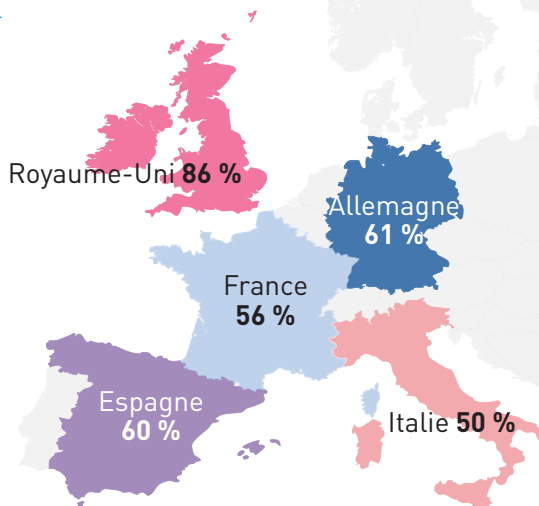 Royaume-Uni 86 %
Allemagne
61 %
France
56 %
Espagne
60 %
Italie 50 %